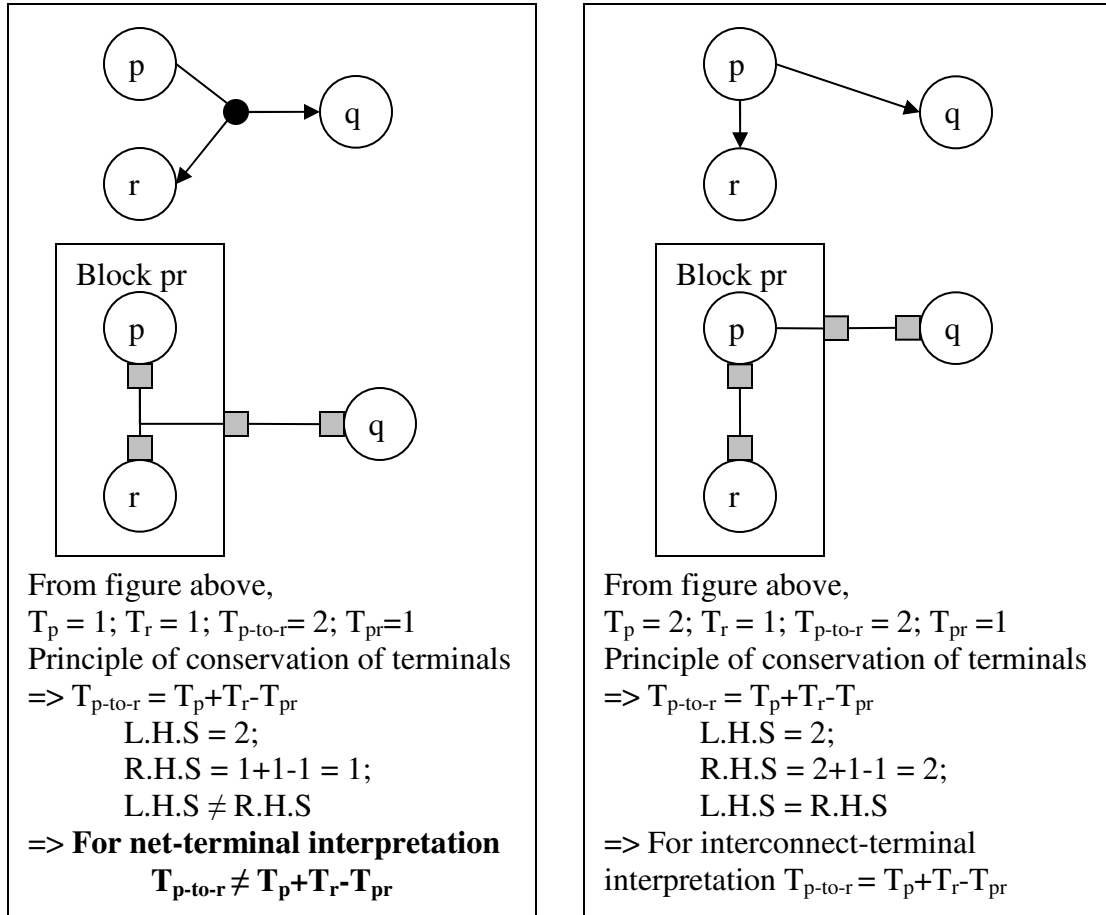 p
q
r
Block pr
p
q
r
From figure above,
T_p = 1; T_r = 1; T_p-to-r= 2; T_pr=1
Principle of conservation of terminals
=> T_p-to-r = T_p+T_r-T_pr
L.H.S = 2;
R.H.S = 1+1-1 = 1;
L.H.S ≠ R.H.S
=> For net-terminal interpretation
T_p-to-r ≠ T_p+T_r-T_pr
p
q
r
Block pr
p
q
r
From figure above,
T_p = 2; T_r = 1; T_p-to-r = 2; T_pr =1
Principle of conservation of terminals
=> T_p-to-r = T_p+T_r-T_pr
L.H.S = 2;
R.H.S = 2+1-1 = 2;
L.H.S = R.H.S
=> For interconnect-terminal
interpretation T_p-to-r = T_p+T_r-T_pr